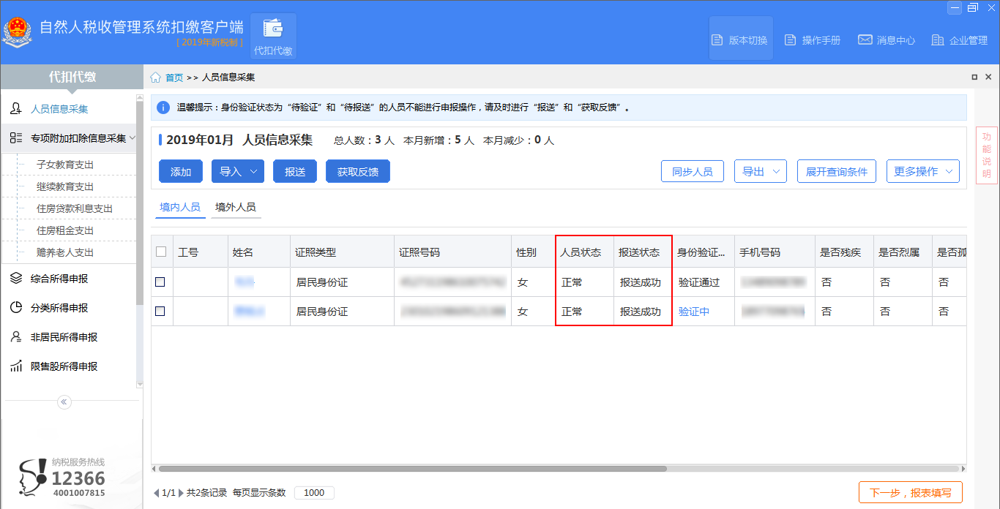 自然人税收管理系统扣缴客户端
[ 2019年新税制 ]
代扣代缴
版本切换 操作手册 消息中心 企业管理
代扣代缴
首页 >> 人员信息采集
人员信息采集
专项附加扣除信息采集
子女教育支出
继续教育支出
住房贷款利息支出
住房租金支出
赡养老人支出
综合所得申报
分类所得申报
非居民所得申报
限售股所得申报
纳税服务热线
12366
4001007815
温馨提示：身份验证状态为“待验证”和“待报送”的人员不能进行申报操作，请及时进行“报送”和“获取反馈”。
2019年01月 人员信息采集 总人数：3 人 本月新增：5 人 本月减少：0 人
添加 导入 报送 获取反馈 同步人员 导出 展开查询条件 更多操作
境内人员 境外人员
工号 姓名 证照类型 证照号码 性别 人员状态 报送状态 身份验证... 手机号码 是否残疾 是否烈属 是否孤
居民身份证 女 正常 报送成功 验证通过 否 否 否
居民身份证 女 正常 报送成功 验证中 否 否 否
1/1 共2条记录 每页显示条数 1000
下一步，报表填写
功能说明